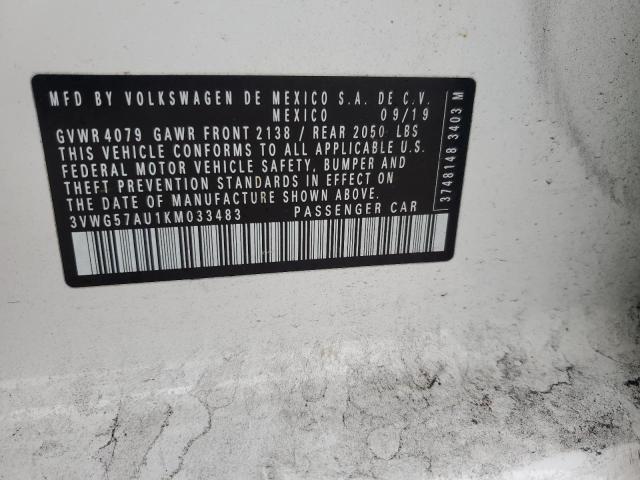 MFD BY VOLKSWAGEN DE MEXICO S.A. DE C.V.
MEXICO 09/19
GVWR 4079 GAWR FRONT 2138 / REAR 2050 LBS
THIS VEHICLE CONFORMS TO ALL APPLICABLE U.S.
FEDERAL MOTOR VEHICLE SAFETY, BUMPER AND
THEFT PREVENTION STANDARDS IN EFFECT ON
THE DATE OF MANUFACTURE SHOWN ABOVE.
3VWG57AU1KM033483 PASSENGER CAR
3748148 3403 M